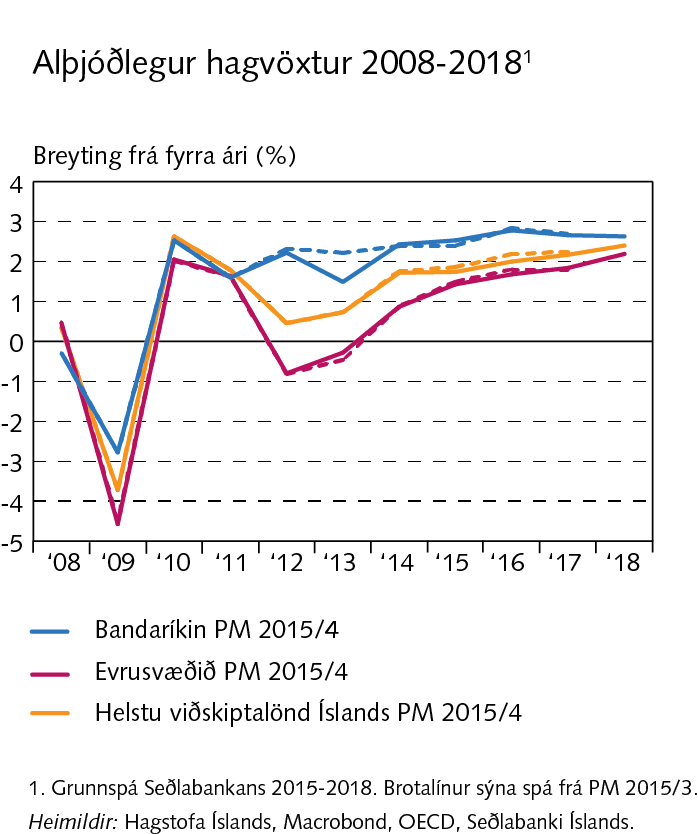 Alþjóðlegur hagvöxtur 2008-2018¹
Breyting frá fyrra ári (%)
4
3
2
1
0
-1
-2
-3
-4
-5
‘08 ‘09 ‘10 ‘11 ‘12 ‘13 ‘14 ‘15 ‘16 ‘17 ‘18
Bandaríkin PM 2015/4
Evrusvæðið PM 2015/4
Helstu viðskiptalönd Íslands PM 2015/4
1. Grunnspá Seðlabankans 2015-2018. Brotalínur sýna spá frá PM 2015/3.
Heimildir: Hagstofa Íslands, Macrobond, OECD, Seðlabanki Íslands.